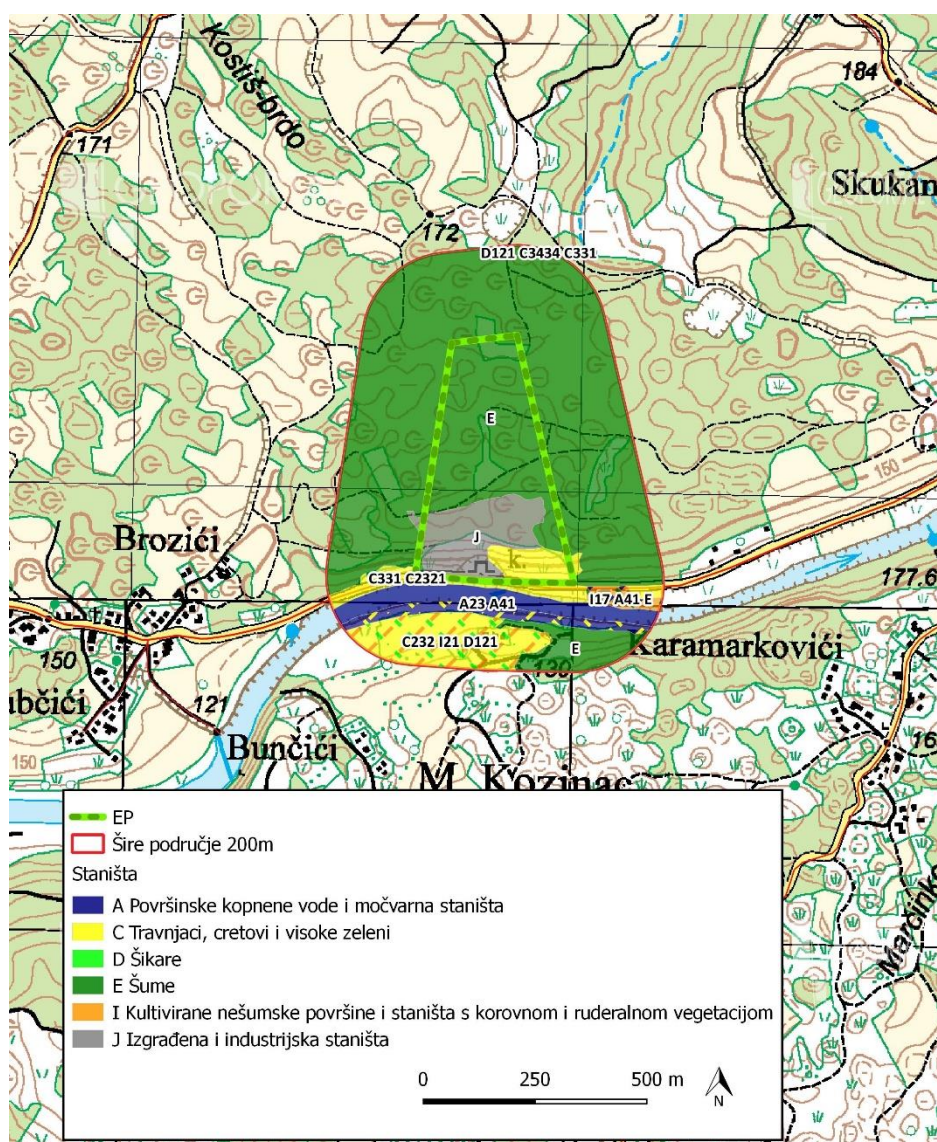 Kostiš-brdo
184
171
Skukan
172
D121 C3434 C331
E
150
Brozići
J
k.
C331 C2321
A23 A41
I17 A41 E
177.6
C232 I21 D121
E
Karamarkovići
150
130
121
Bunčići
150
M. Kozinac
16
Marčinko
EP
Šire područje 200m
Staništa
A Površinske kopnene vode i močvarna staništa
C Travnjaci, cretovi i visoke zeleni
D Šikare
E Šume
I Kultivirane nešumske površine i staništa s korovnom i ruderalnom vegetacijom
J Izgrađena i industrijska staništa
0 250 500 m
N